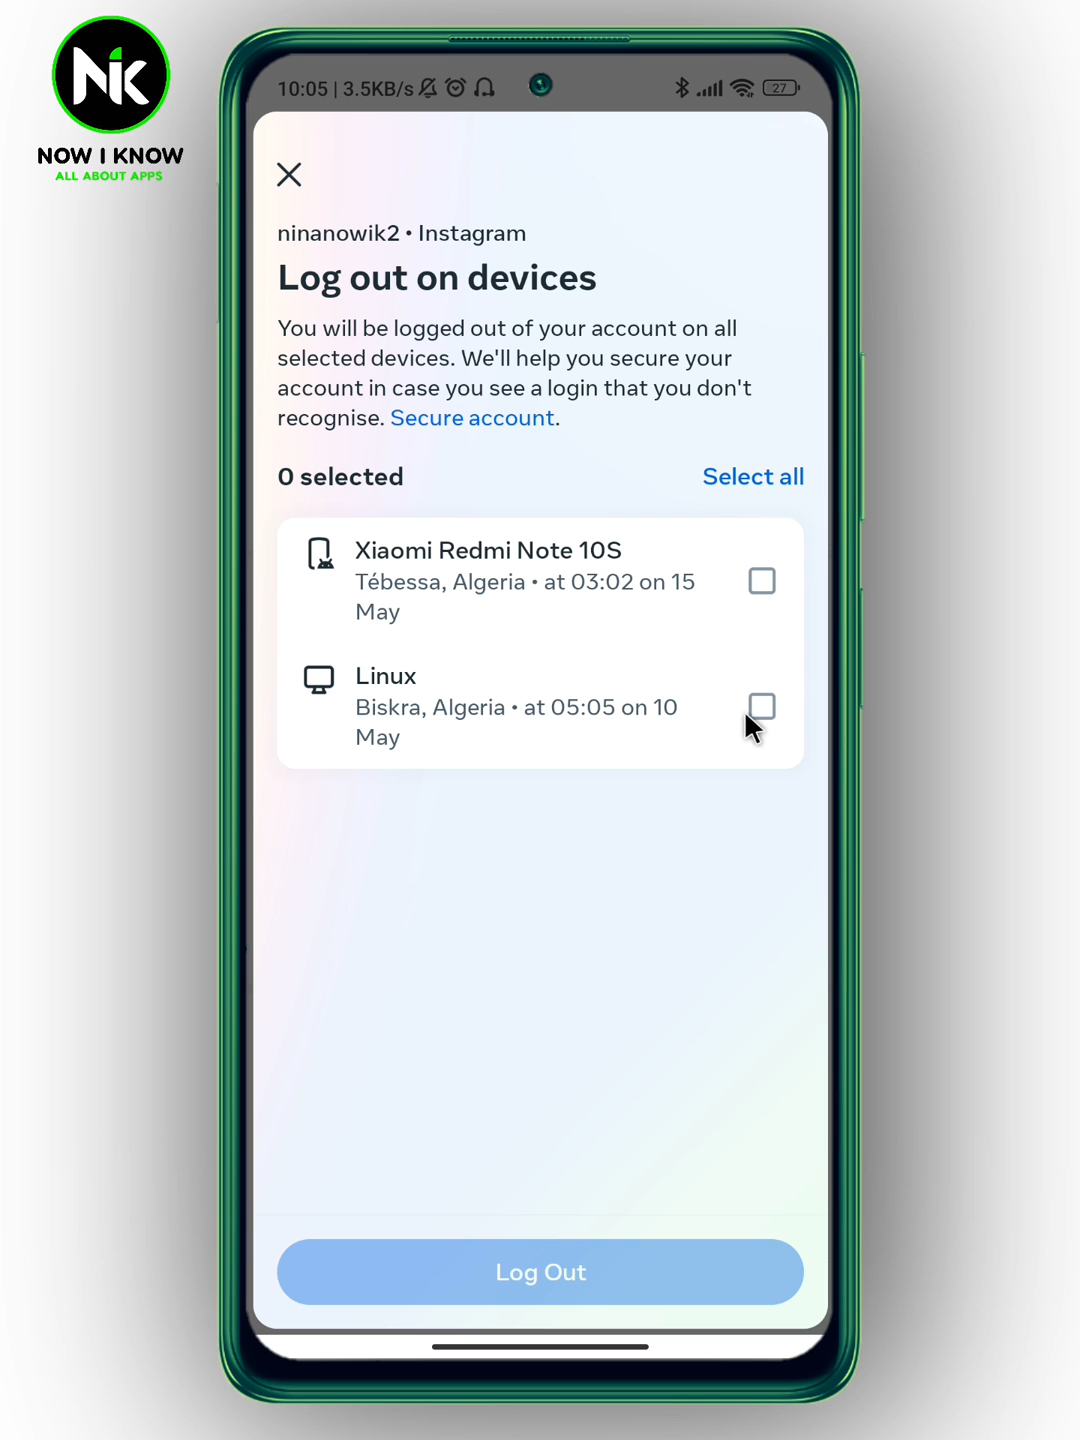 NiK
NOW I KNOW
ALL ABOUT APPS
10:05 | 3.5KB/s
27
ninanowik2 • Instagram
Log out on devices
You will be logged out of your account on all
selected devices. We'll help you secure your
account in case you see a login that you don't
recognise. Secure account.
0 selected
Select all
Xiaomi Redmi Note 10S
Tébessa, Algeria • at 03:02 on 15
May
Linux
Biskra, Algeria • at 05:05 on 10
May
Log Out